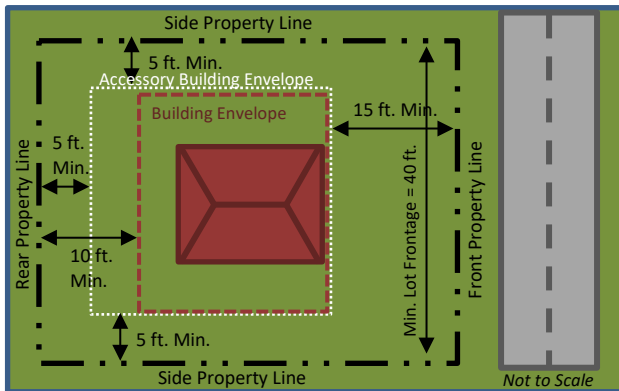 Side Property Line
5 ft. Min.
Accessory Building Envelope
Building Envelope
15 ft. Min.
5 ft.
Min.
Rear Property Line
Min. Lot Frontage = 40 ft.
Front Property Line
10 ft.
Min.
5 ft. Min.
Side Property Line
Not to Scale